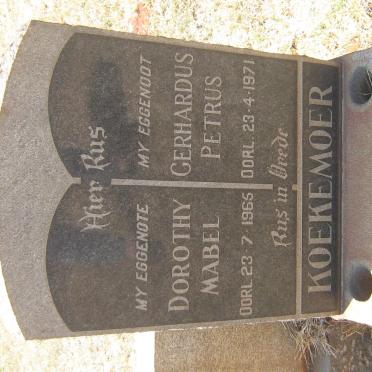 Hier Rus
MY EGGENOTE
DOROTHY
MABEL
OORL. 23 7 1965
MY EGGENOOT
GERHARDUS
PETRUS
OORL. 23-4-1971
Rus in Vrede
KOEKEMOER